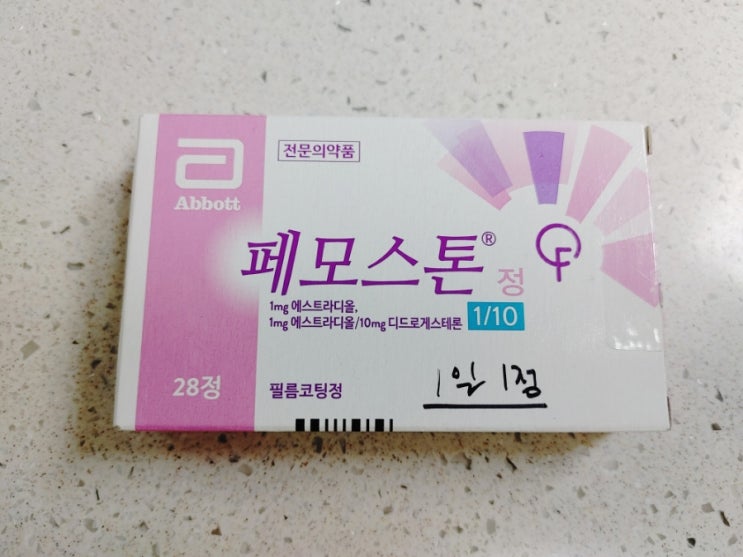 전문의약품
Abbott
페모스톤® 정
1mg 에스트라디올,
1mg 에스트라디올/10mg 디드로게스테론 1/10
28정
필름코팅정
1일 1정